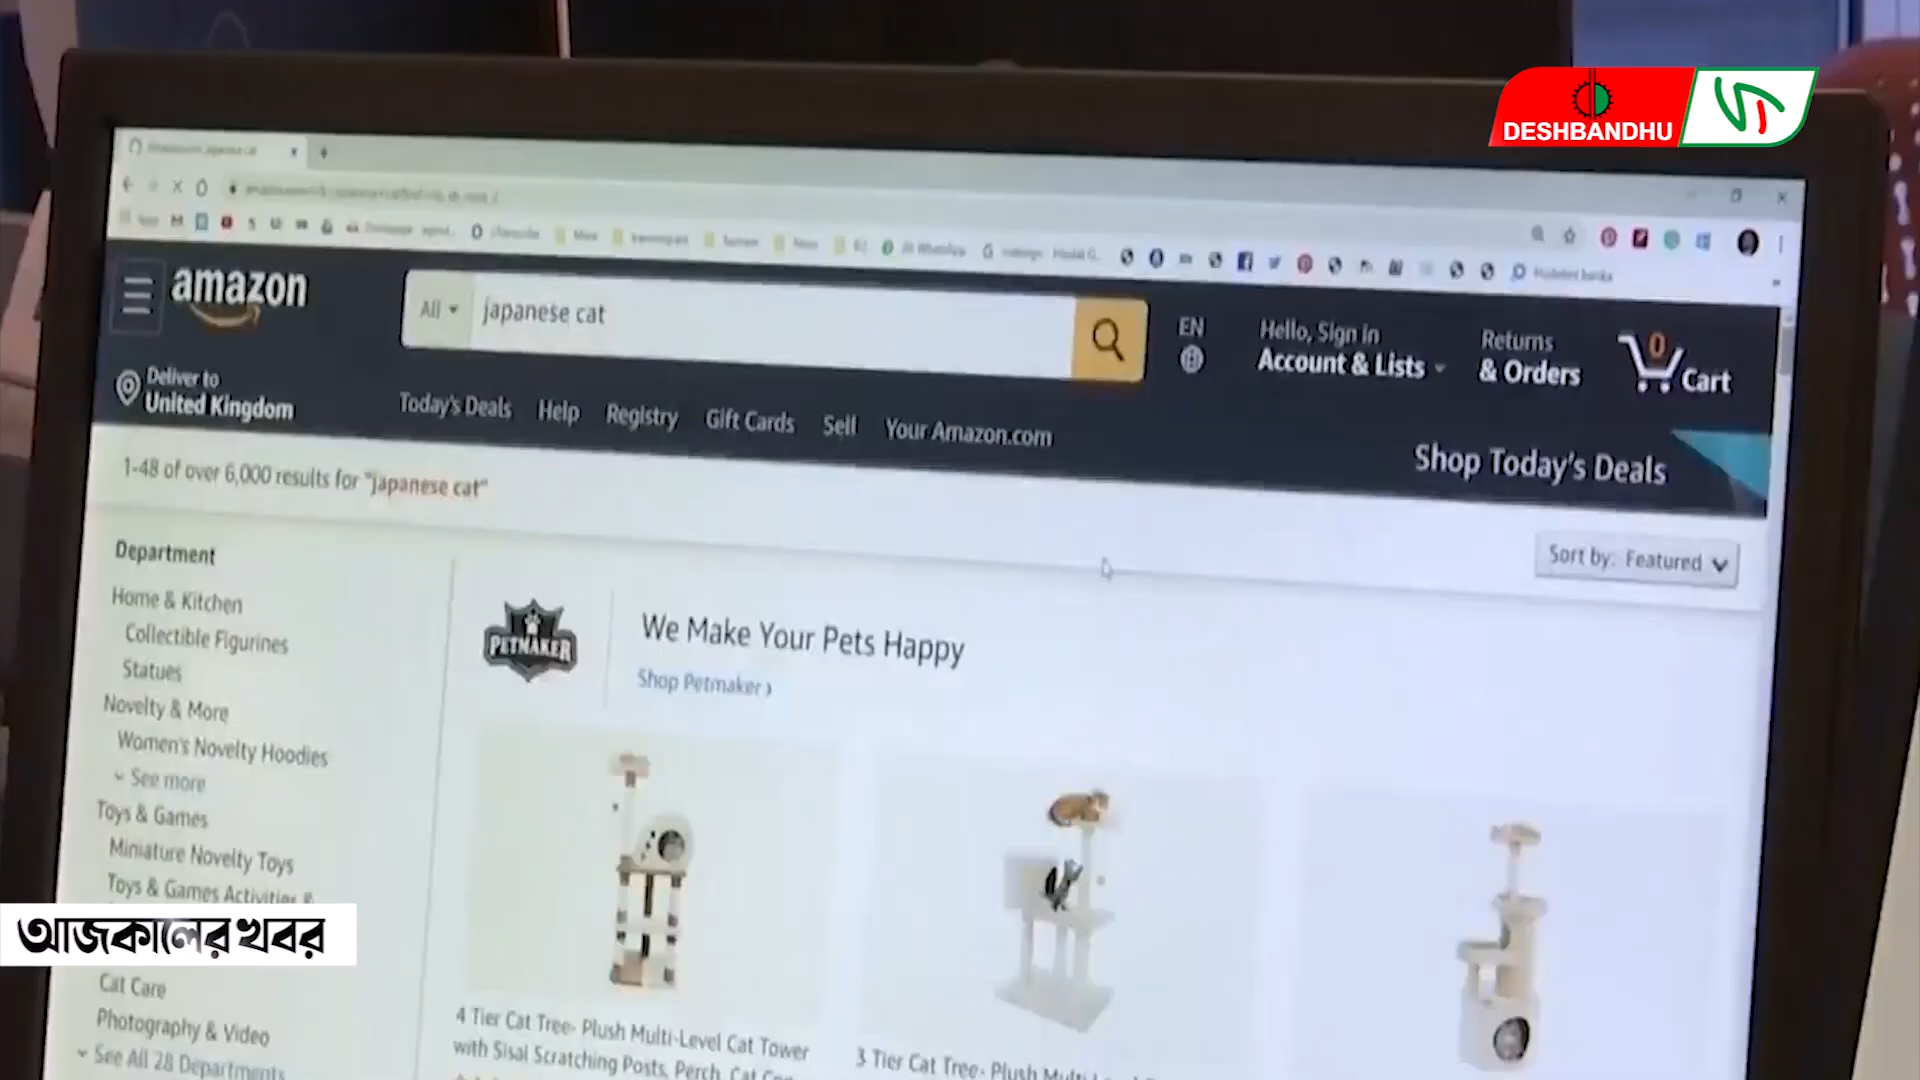 DESHBANDHU
amazon
All
japanese cat
EN
Hello, Sign in
Account & Lists
Returns
& Orders
0
Cart
Deliver to
United Kingdom
Today's Deals
Help
Registry
Gift Cards
Sell
Your Amazon.com
Shop Today's Deals
1-48 of over 6,000 results for "japanese cat"
Sort by: Featured
Department
Home & Kitchen
Collectible Figurines
Statues
Novelty & More
Women's Novelty Hoodies
See more
Toys & Games
Miniature Novelty Toys
Toys & Games Activities &
আজকালের খবর
Cat Care
Photography & Video
See All 28 Departments
PETMAKER
We Make Your Pets Happy
Shop Petmaker ›
4 Tier Cat Tree- Plush Multi-Level Cat Tower
with Sisal Scratching Posts, Perch, Cat
3 Tier Cat Tree- Plush